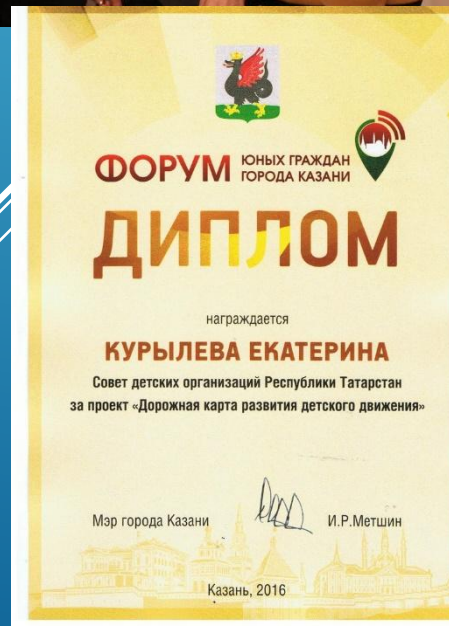 ФОРУМ ЮНЫХ ГРАЖДАН
ГОРОДА КАЗАНИ
ДИПЛОМ
награждается
КУРЫЛЕВА ЕКАТЕРИНА
Совет детских организаций Республики Татарстан
за проект «Дорожная карта развития детского движения»
Мэр города Казани И.Р.Метшин
Казань, 2016